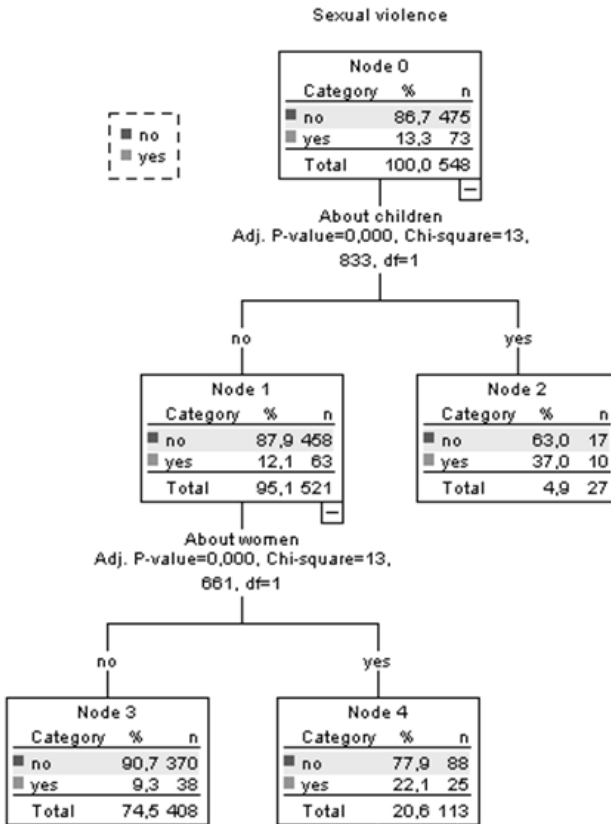 Sexual violence
no
yes
Node 0
Category % n
no 86,7 475
yes 13,3 73
Total 100,0 548
About children
Adj. P-value=0,000, Chi-square=13,
833, df=1
no
yes
Node 1
Category % n
no 87,9 458
yes 12,1 63
Total 95,1 521
Node 2
Category % n
no 63,0 17
yes 37,0 10
Total 4,9 27
About women
Adj. P-value=0,000, Chi-square=13,
661, df=1
no
yes
Node 3
Category % n
no 90,7 370
yes 9,3 38
Total 74,5 408
Node 4
Category % n
no 77,9 88
yes 22,1 25
Total 20,6 113